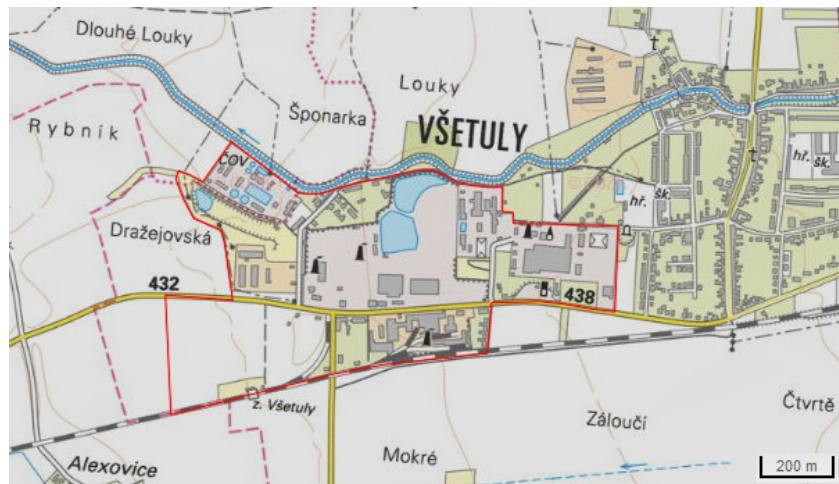 Dlouhé Louky
Louky
Šponarka
VŠETULY
Rybník
ČOV
hř.
šk.
hř.
šk.
Dražejovská
432
438
z. Všetuly
Záloučí
Čtvrtě
Mokré
Alexovice
200 m